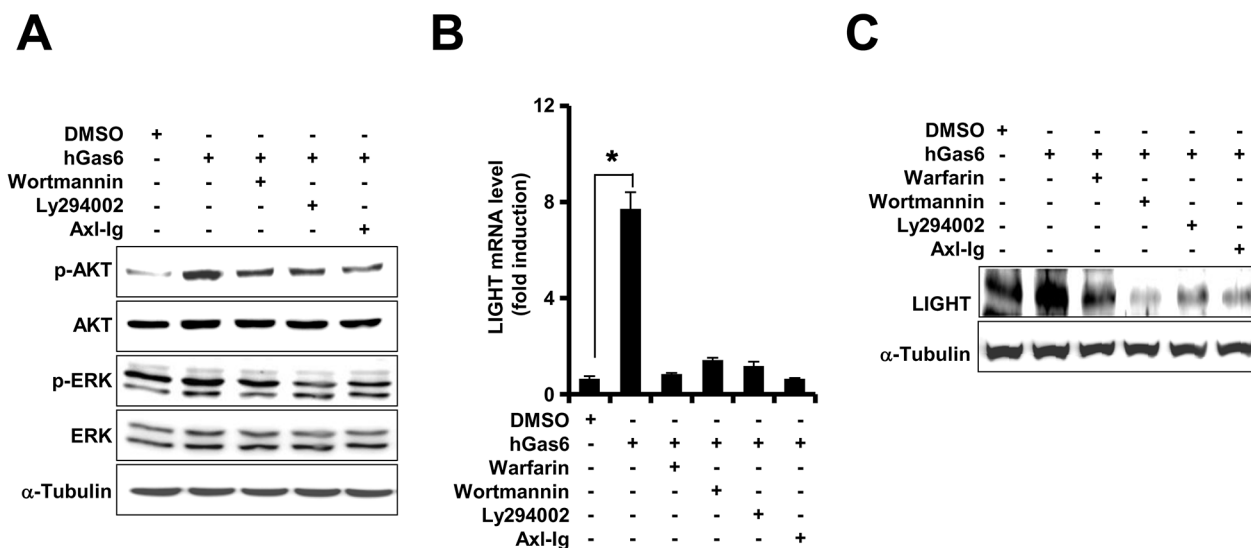 A
DMSO + - - - - -
hGas6 - + + + +
Wortmannin - - + - -
Ly294002 - - - + -
Axl-Ig - - - - +
p-AKT
AKT
p-ERK
ERK
α-Tubulin
B
LIGHT mRNA level
(fold induction)
12
8
4
0
*
DMSO + - - - - -
hGas6 - + + + + +
Warfarin - - + - - -
Wortmannin - - - + - -
Ly294002 - - - - + -
Axl-Ig - - - - - +
C
DMSO + - - - - -
hGas6 - + + + + +
Warfarin - - + - - -
Wortmannin - - - + - -
Ly294002 - - - - + -
Axl-Ig - - - - - +
LIGHT
α-Tubulin